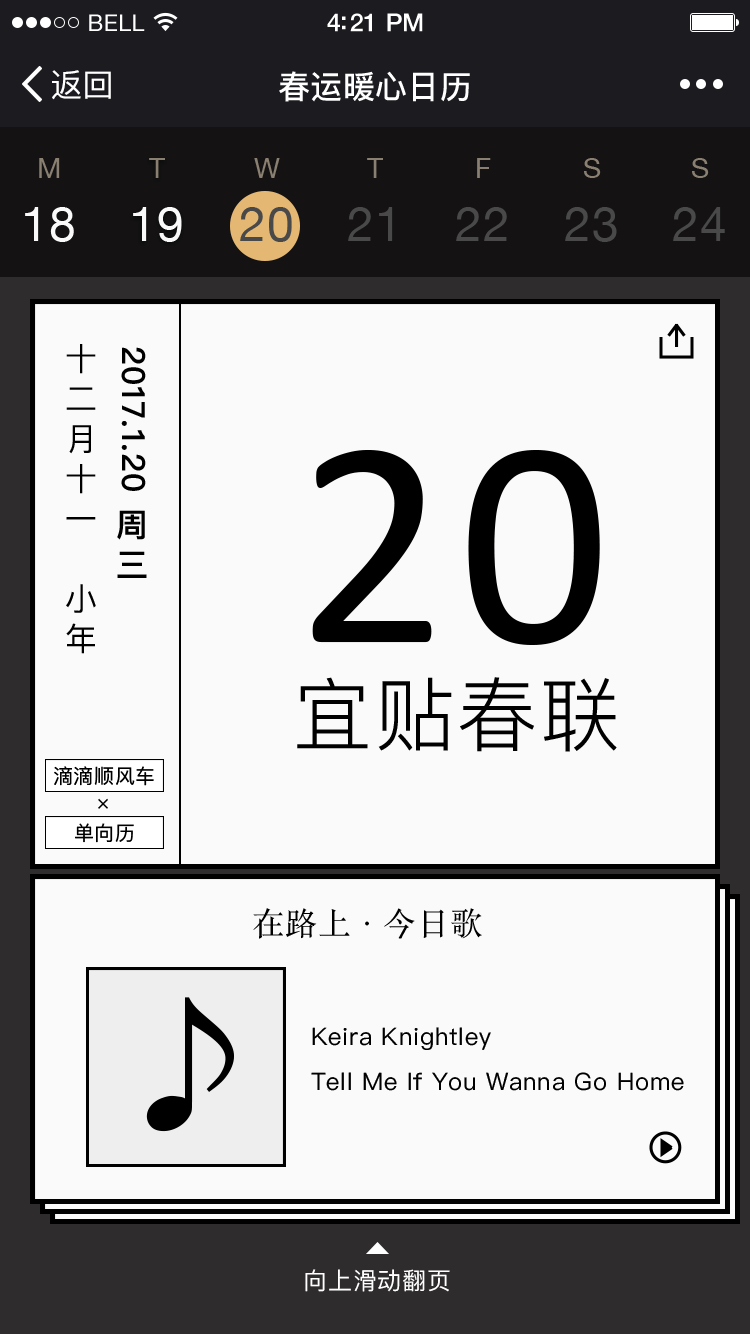 BELL 4:21 PM
返回 春运暖心日历
M T W T F S S
18 19 20 21 22 23 24
2017.1.20 周三
十二月十一 小年
20
宜贴春联
滴滴顺风车
×
单向历
在路上·今日歌
Keira Knightley
Tell Me If You Wanna Go Home
向上滑动翻页